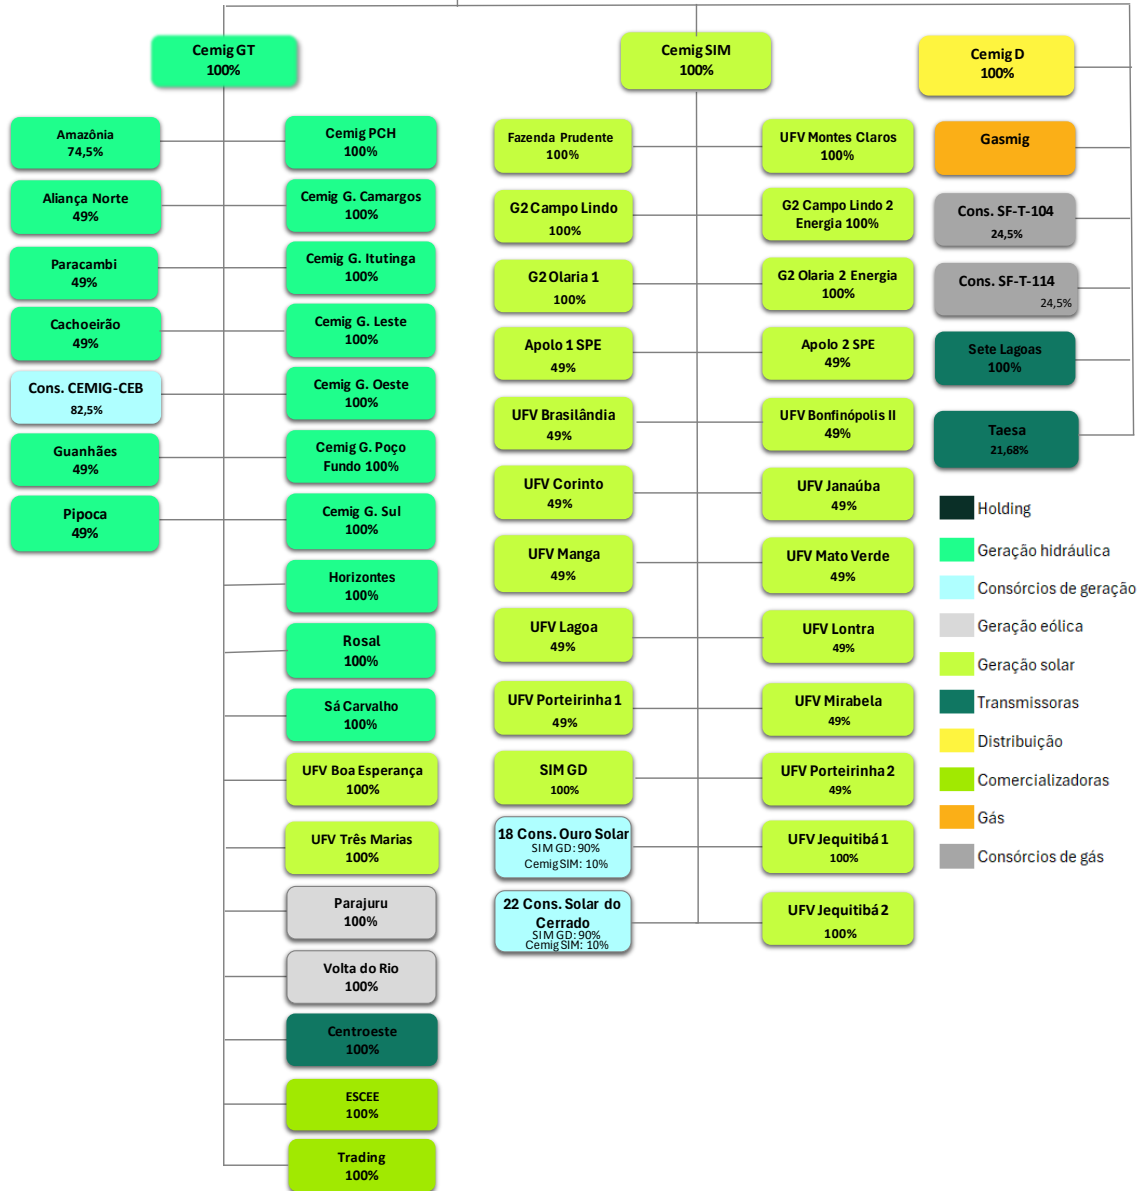 Cemig GT
100%
Cemig SIM
100%
Cemig D
100%
Amazônia
74,5%
Aliança Norte
49%
Paracambi
49%
Cachoeirão
49%
Cons. CEMIG-CEB
82,5%
Guanhães
49%
Pipoca
49%
Cemig PCH
100%
Cemig G. Camargos
100%
Cemig G. Itutinga
100%
Cemig G. Leste
100%
Cemig G. Oeste
100%
Cemig G. Poço
Fundo 100%
Cemig G. Sul
100%
Horizontes
100%
Rosal
100%
Sá Carvalho
100%
UFV Boa Esperança
100%
UFV Três Marias
100%
Parajuru
100%
Volta do Rio
100%
Centroeste
100%
ESCEE
100%
Trading
100%
Fazenda Prudente
100%
G2 Campo Lindo
100%
G2 Olaria 1
100%
Apolo 1 SPE
49%
UFV Brasilândia
49%
UFV Corinto
49%
UFV Manga
49%
UFV Lagoa
49%
UFV Porteirinha 1
49%
SIM GD
100%
18 Cons. Ouro Solar
SIM GD: 90%
Cemig SIM: 10%
22 Cons. Solar do
Cerrado
SIM GD: 90%
Cemig SIM: 10%
UFV Montes Claros
100%
G2 Campo Lindo 2
Energia 100%
G2 Olaria 2 Energia
100%
Apolo 2 SPE
49%
UFV Bonfinópolis II
49%
UFV Janaúba
49%
UFV Mato Verde
49%
UFV Lontra
49%
UFV Mirabela
49%
UFV Porteirinha 2
49%
UFV Jequitibá 1
100%
UFV Jequitibá 2
100%
Gasmig
Cons. SF-T-104
24,5%
Cons. SF-T-114
24,5%
Sete Lagoas
100%
Taesa
21,68%
Holding
Geração hidráulica
Consórcios de geração
Geração eólica
Geração solar
Transmissoras
Distribuição
Comercializadoras
Gás
Consórcios de gás